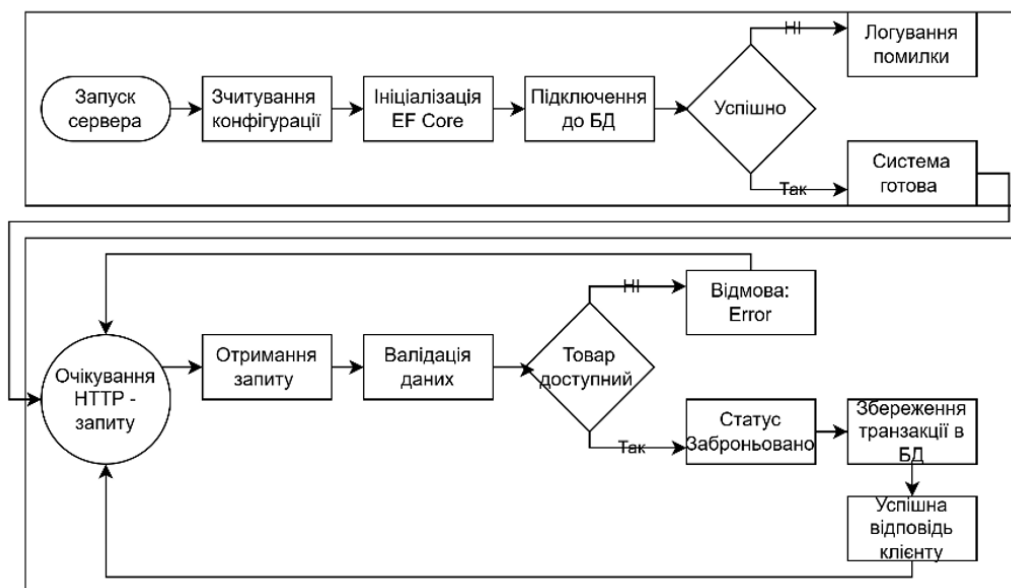 НІ
Логування
помилки
Запуск
сервера
Зчитування
конфігурації
Ініціалізація
EF Core
Підключення
до БД
Успішно
Так
Система
готова
НІ
Відмова:
Error
Очікування
HTTP -
запиту
Отримання
запиту
Валідація
даних
Товар
доступний
Так
Статус
Заброньовано
Збереження
транзакції в
БД
Успішна
відповідь
клієнту